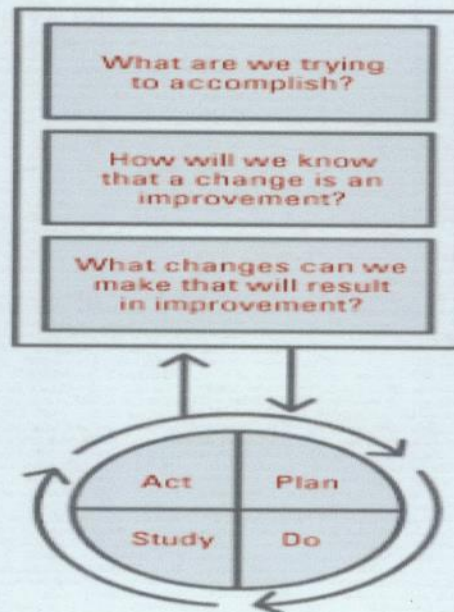 What are we trying
to accomplish?
How will we know
that a change is an
improvement?
What changes can we
make that will result
in improvement?
Act
Plan
Study
Do